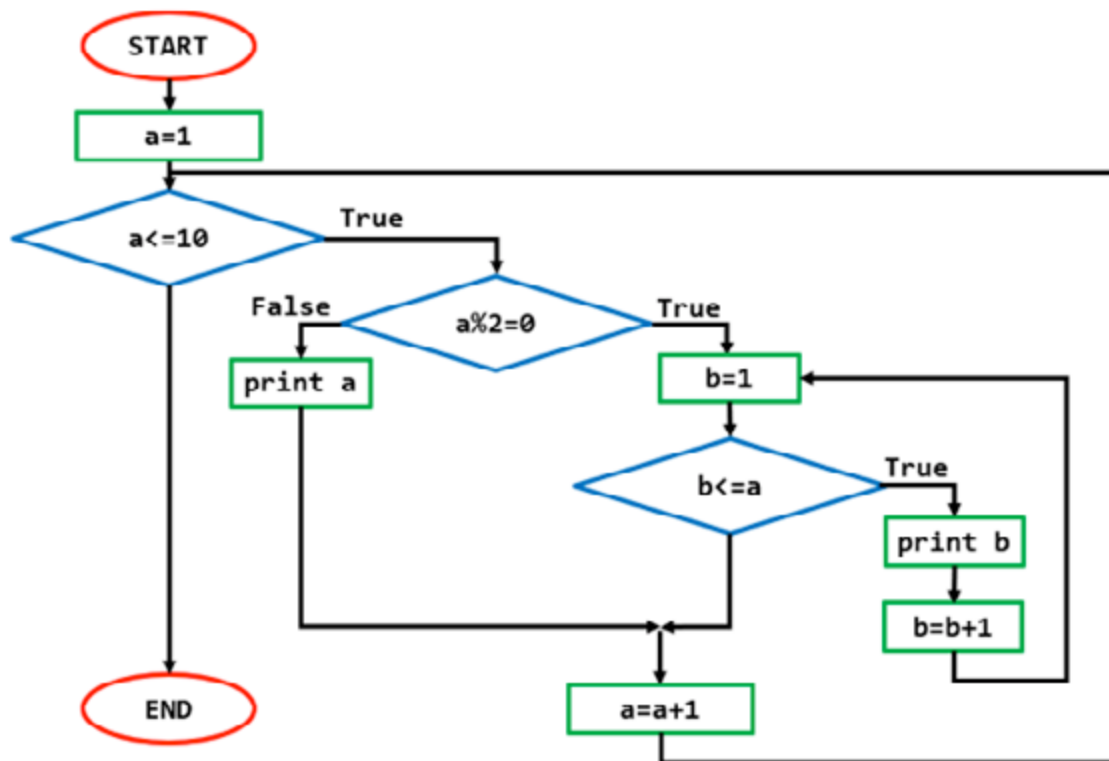 START
a=1
a<=10
True
a%2=0
False
True
print a
b=1
b<=a
True
print b
b=b+1
a=a+1
END